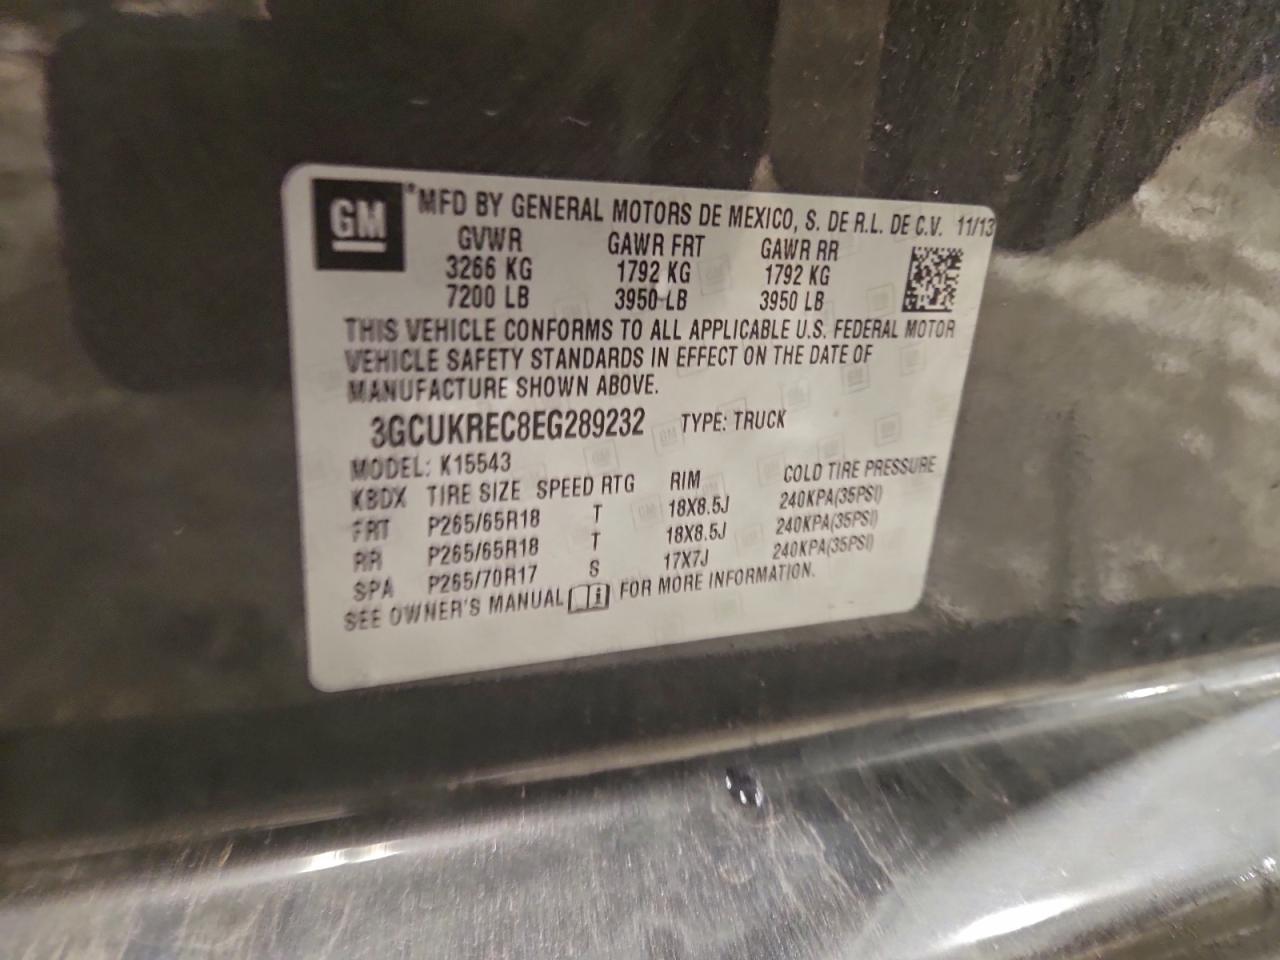 GM *MFD BY GENERAL MOTORS DE MEXICO, S. DE R.L. DE C.V. 11/13
GVWR GAWR FRT GAWR RR
3266 KG 1792 KG 1792 KG
7200 LB 3950 LB 3950 LB
THIS VEHICLE CONFORMS TO ALL APPLICABLE U.S. FEDERAL MOTOR
VEHICLE SAFETY STANDARDS IN EFFECT ON THE DATE OF
MANUFACTURE SHOWN ABOVE.
3GCUKREC8EG289232 TYPE: TRUCK
MODEL: K15543
KBDX TIRE SIZE SPEED RTG RIM COLD TIRE PRESSURE
FRT P265/65R18 T 18X8.5J 240KPA(35PSI)
RR P265/65R18 T 18X8.5J 240KPA(35PSI)
SPA P265/70R17 S 17X7J 240KPA(35PSI)
SEE OWNER'S MANUAL i FOR MORE INFORMATION.